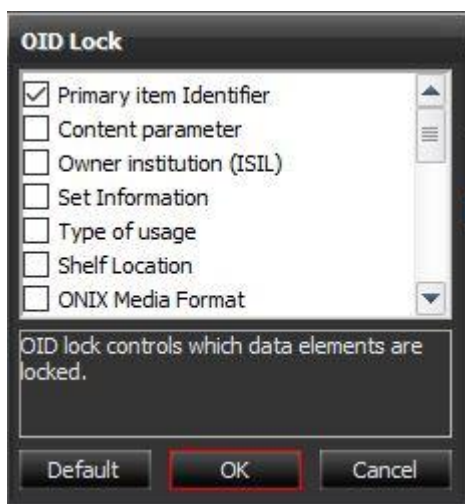 OID Lock
Primary item Identifier
Content parameter
Owner institution (ISIL)
Set Information
Type of usage
Shelf Location
ONIX Media Format
OID lock controls which data elements are
locked.
Default OK Cancel